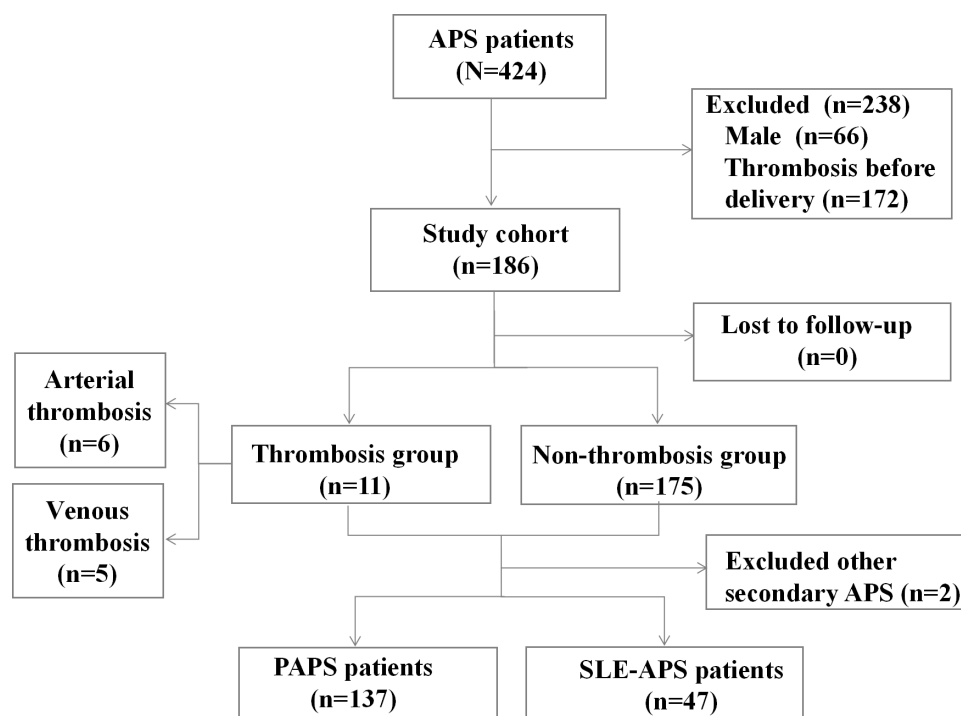 APS patients
(N=424)
Excluded (n=238)
Male (n=66)
Thrombosis before
delivery (n=172)
Study cohort
(n=186)
Lost to follow-up
(n=0)
Arterial
thrombosis
(n=6)
Thrombosis group
(n=11)
Non-thrombosis group
(n=175)
Venous
thrombosis
(n=5)
Excluded other
secondary APS (n=2)
PAPS patients
(n=137)
SLE-APS patients
(n=47)